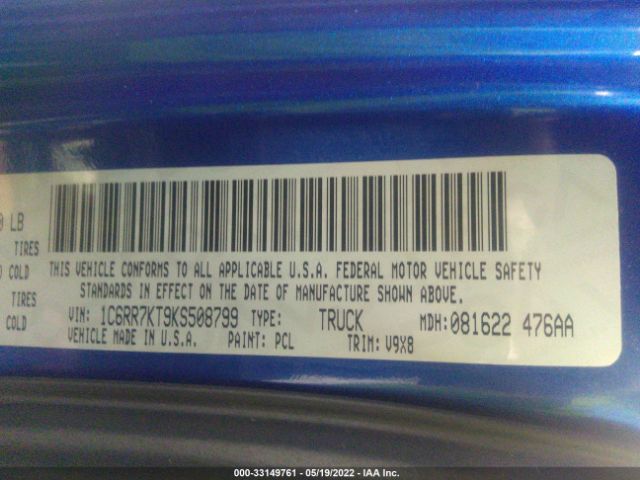 0 LB
TIRES
COLD
TIRES
COLD
THIS VEHICLE CONFORMS TO ALL APPLICABLE U.S.A. FEDERAL MOTOR VEHICLE SAFETY
STANDARDS IN EFFECT ON THE DATE OF MANUFACTURE SHOWN ABOVE.
VIN: 1C6RR7KT9KS508799 TYPE: TRUCK MDH: 081622 476AA
VEHICLE MADE IN U.S.A. PAINT: PCL TRIM: V9X8
000-33149761 - 05/19/2022 - IAA Inc.